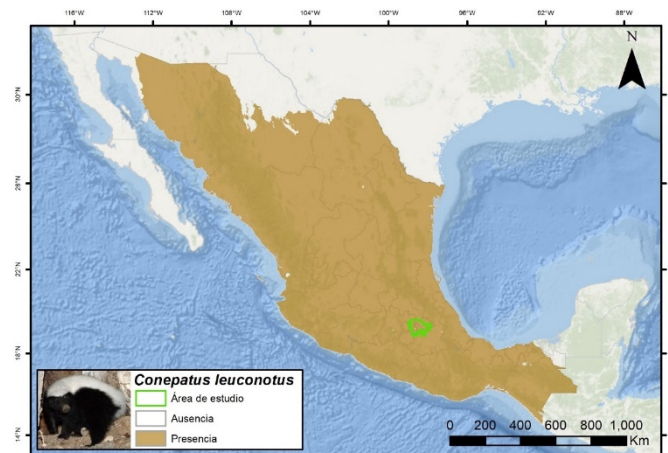 116°W 112°W 108°W 104°W 100°W 96°W 92°W 88°W
N
30°N
26°N
22°N
18°N
14°N
Conepatus leuconotus
Área de estudio
Ausencia
Presencia
0 200 400 600 800 1,000
Km